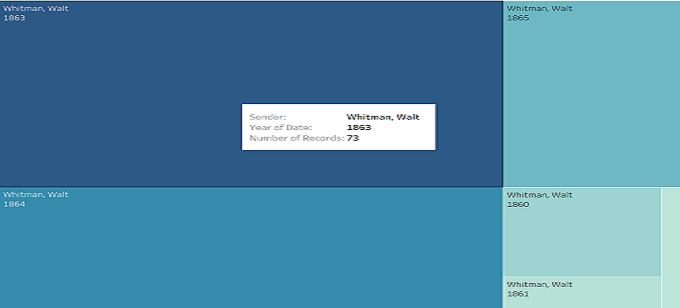 Whitman, Walt
1863
Whitman, Walt
1865
Sender: Whitman, Walt
Year of Date: 1863
Number of Records: 73
Whitman, Walt
1864
Whitman, Walt
1860
Whitman, Walt
1861